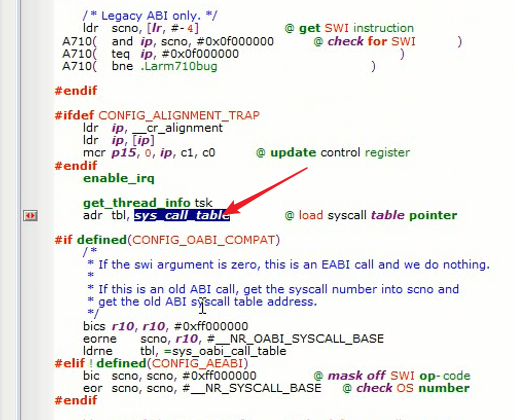 /* Legacy ABI only. */
ldr scno, [lr, #-4] @ get SWI instruction
A710( and ip, scno, #0x0f000000 @ check for SWI )
A710( teq ip, #0x0f000000 )
A710( bne .Larm710bug )
#endif
#ifdef CONFIG_ALIGNMENT_TRAP
ldr ip, __cr_alignment
ldr ip, [ip]
mcr p15, 0, ip, c1, c0 @ update control register
#endif
enable_irq
get_thread_info tsk
adr tbl, sys_call_table @ load syscall table pointer
#if defined(CONFIG_OABI_COMPAT)
/*
* If the swi argument is zero, this is an EABI call and we do nothing.
*
* If this is an old ABI call, get the syscall number into scno and
* get the old ABI syscall table address.
*/
bics r10, r10, #0xff000000
eorne scno, r10, #__NR_OABI_SYSCALL_BASE
ldrne tbl, =sys_oabi_call_table
#elif !defined(CONFIG_AEABI)
bic scno, scno, #0xff000000 @ mask off SWI op-code
eor scno, scno, #__NR_SYSCALL_BASE @ check OS number
#endif